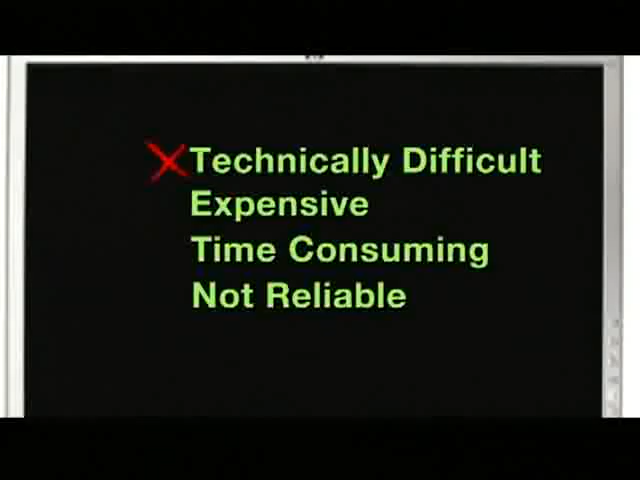 Technically Difficult
Expensive
Time Consuming
Not Reliable